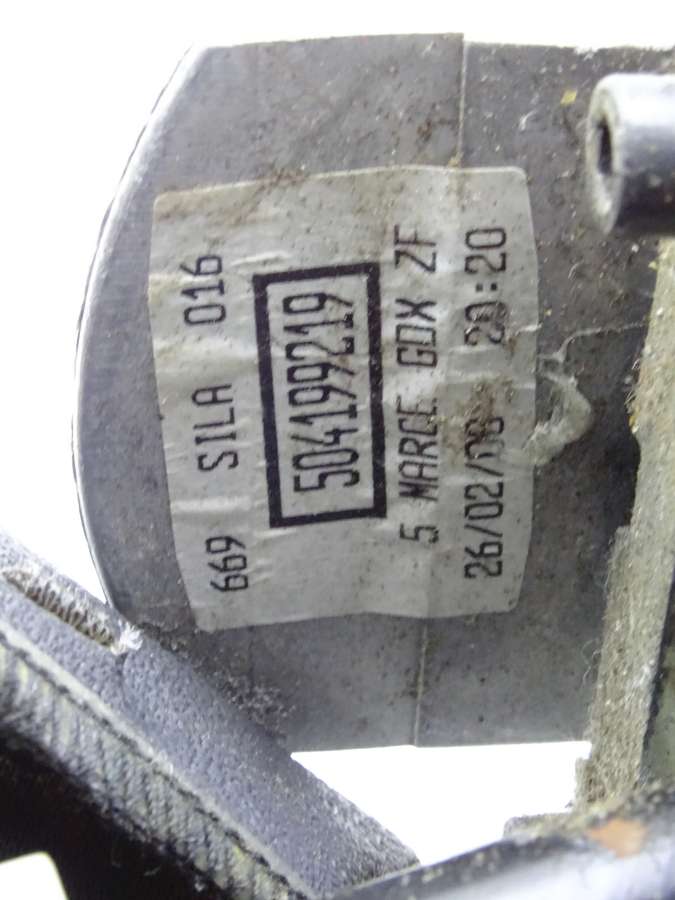 669 SILA 016
504199219
5 MARCE GDX ZF
26/02/08 20:20